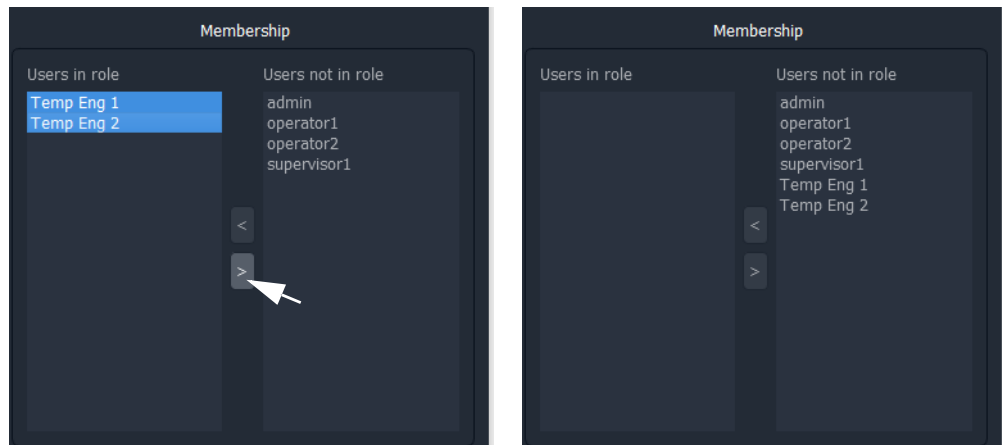 Membership
Users in role
Users not in role
Temp Eng 1
Temp Eng 2
admin
operator1
operator2
supervisor1
<
>
Membership
Users in role
Users not in role
admin
operator1
operator2
supervisor1
Temp Eng 1
Temp Eng 2
<
>